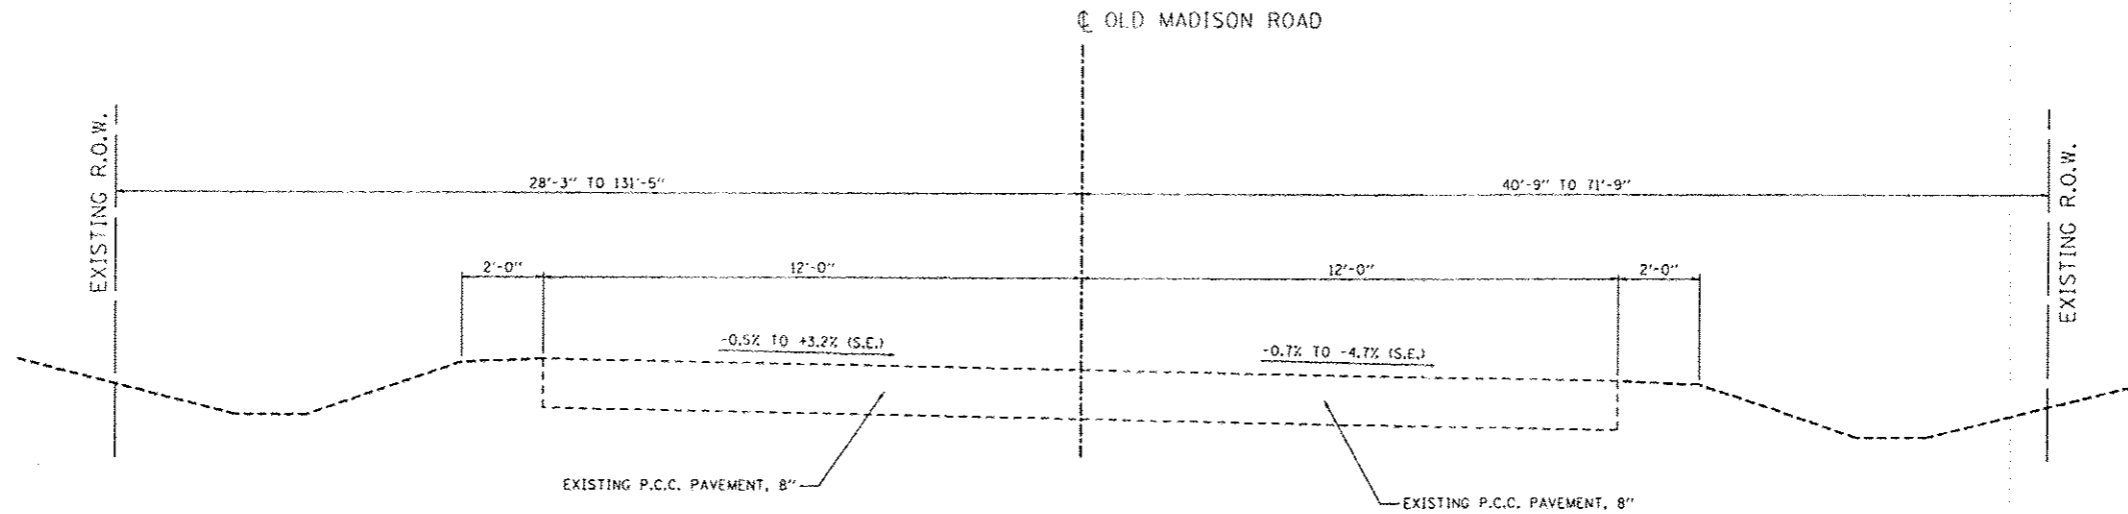 ℄ OLD MADISON ROAD
EXISTING R.O.W.
28'-3" TO 131'-5"
40'-9" TO 71'-9"
EXISTING R.O.W.
2'-0"
12'-0"
12'-0"
2'-0"
-0.5% TO +3.2% (S.E.)
-0.7% TO -4.7% (S.E.)
EXISTING P.C.C. PAVEMENT, 8"
EXISTING P.C.C. PAVEMENT, 8"